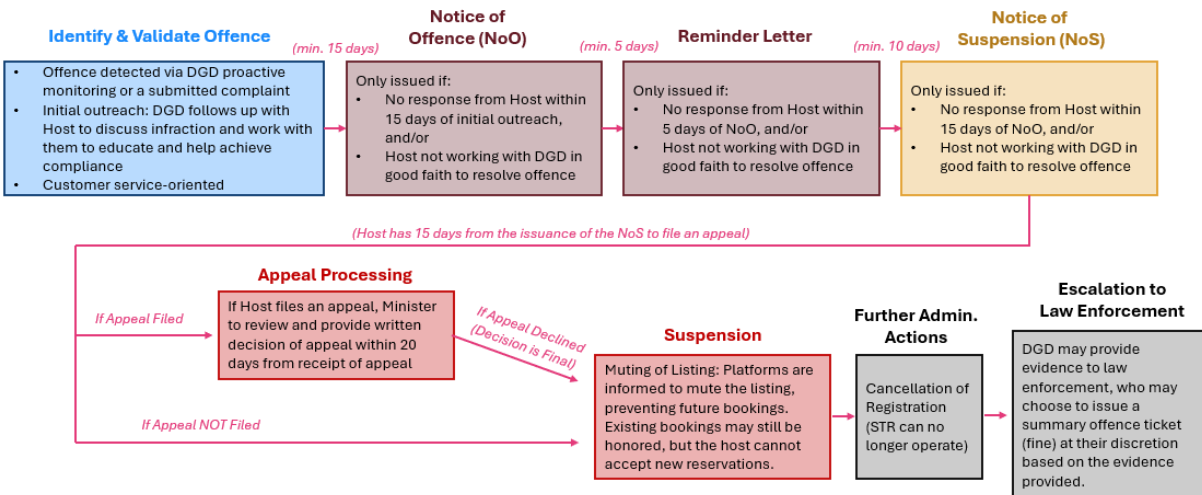 Identify & Validate Offence
• Offence detected via DGD proactive
monitoring or a submitted complaint
• Initial outreach: DGD follows up with
Host to discuss infraction and work with
them to educate and help achieve
compliance
• Customer service-oriented
(min. 15 days)
Notice of
Offence (NoO)
Only issued if:
• No response from Host within
15 days of initial outreach,
and/or
• Host not working with DGD in
good faith to resolve offence
(min. 5 days)
Reminder Letter
Only issued if:
• No response from Host within
5 days of NoO, and/or
• Host not working with DGD in
good faith to resolve offence
(min. 10 days)
Notice of
Suspension (NoS)
Only issued if:
• No response from Host within
15 days of NoO, and/or
• Host not working with DGD in
good faith to resolve offence
(Host has 15 days from the issuance of the NoS to file an appeal)
If Appeal Filed
Appeal Processing
If Host files an appeal, Minister
to review and provide written
decision of appeal within 20
days from receipt of appeal
If Appeal Declined
(Decision is Final)
If Appeal NOT Filed
Suspension
Muting of Listing: Platforms are
informed to mute the listing,
preventing future bookings.
Existing bookings may still be
honored, but the host cannot
accept new reservations.
Further Admin.
Actions
Cancellation of
Registration
(STR can no
longer operate)
Escalation to
Law Enforcement
DGD may provide
evidence to law
enforcement, who may
choose to issue a
summary offence ticket
(fine) at their discretion
based on the evidence
provided.